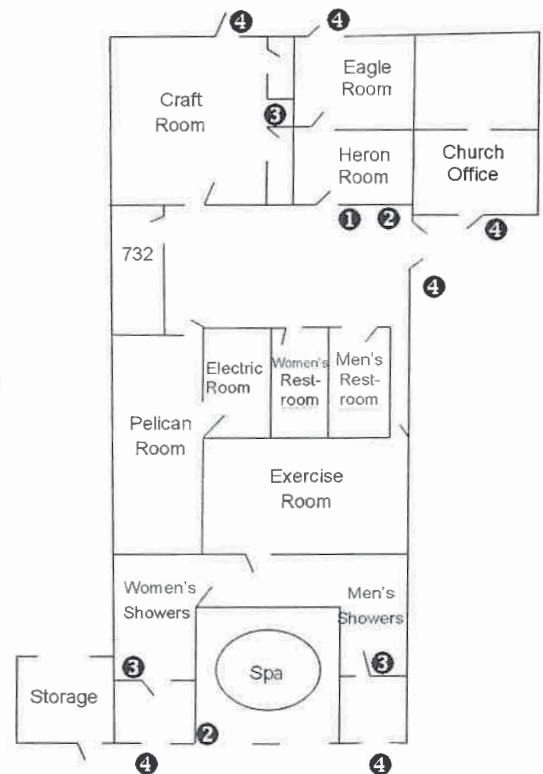 4
4
Eagle
Room
Craft
Room
3
Heron
Room
Church
Office
1
2
4
732
4
Electric
Room
Women's
Rest-
room
Men's
Rest-
room
Pelican
Room
Exercise
Room
Women's
Showers
Men's
Showers
3
3
Storage
Spa
2
4
4